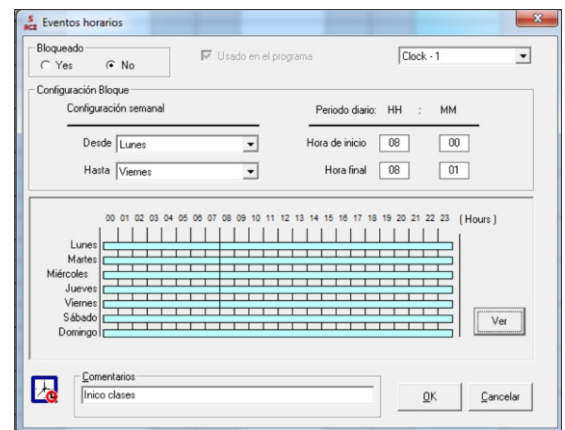 Eventos horarios
Bloqueado
Yes No
Usado en el programa
Clock - 1
Configuración Bloque
Configuración semanal
Periodo diario: HH : MM
Desde Lunes
Hora de inicio 08 00
Hasta Viernes
Hora final 08 01
00 01 02 03 04 05 06 07 08 09 10 11 12 13 14 15 16 17 18 19 20 21 22 23 ( Hours )
Lunes
Martes
Miércoles
Jueves
Viernes
Sábado
Domingo
Ver
Comentarios
Inico clases
OK
Cancelar